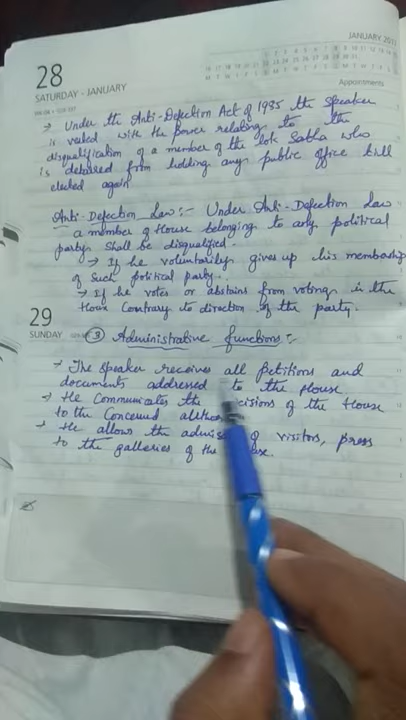 JANUARY
28
SATURDAY - JANUARY
Appointments
→ Under the Anti-Defection Act of 1985 the Speaker
is vested with the power relating to the
disqualification of a member of the Lok Sabha who
is debarred from holding any public office till
elected again
Anti-Defection Law:- Under Anti-Defection Law
a member of House belonging to any political
party shall be disqualified.
→ If he voluntarily gives up his membership
of such political party.
→ If he votes or abstains from voting in the
House contrary to direction of the party.
29
SUNDAY
③ Administrative functions:-
→ The Speaker receives all Petitions and
documents addressed to the House.
→ He Communicates the of the House
to the Concerned
→ He allows the of visitors, press
to the galleries of the